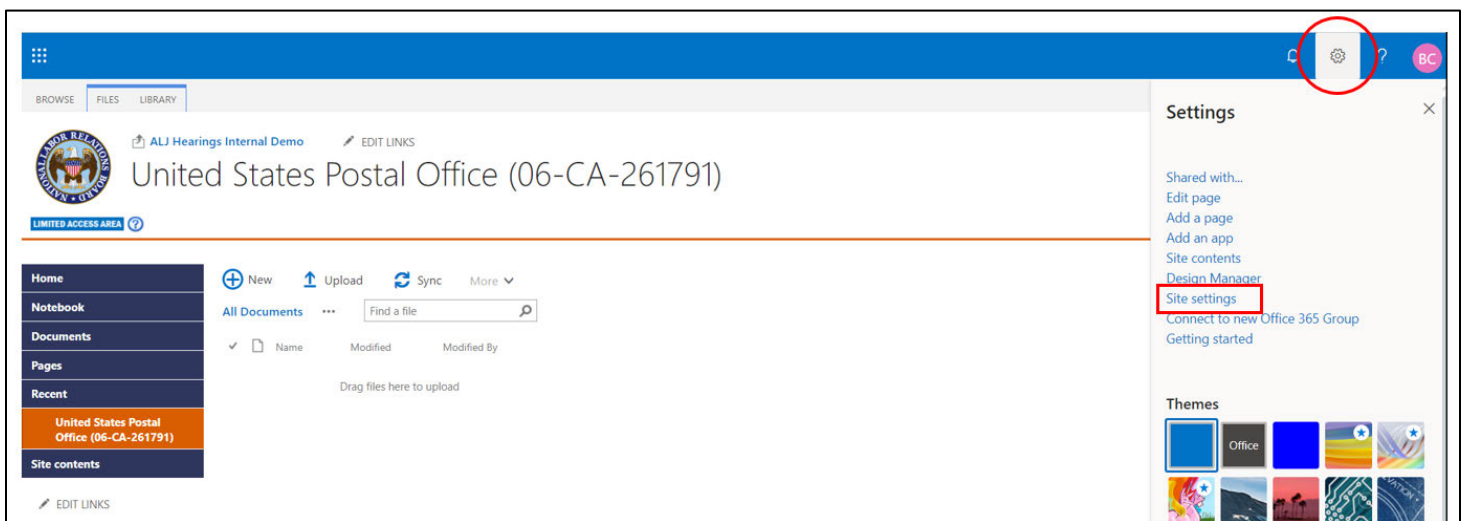 BC
BROWSE FILES LIBRARY
Settings
NATIONAL LABOR RELATIONS BOARD
ALJ Hearings Internal Demo EDIT LINKS
United States Postal Office (06-CA-261791)
LIMITED ACCESS AREA ?
Shared with...
Edit page
Add a page
Add an app
Site contents
Design Manager
Site settings
Connect to new Office 365 Group
Getting started
Home
Notebook
Documents
Pages
Recent
United States Postal
Office (06-CA-261791)
Site contents
EDIT LINKS
New Upload Sync More
All Documents ••• Find a file
Name Modified Modified By
Drag files here to upload
Themes
Office